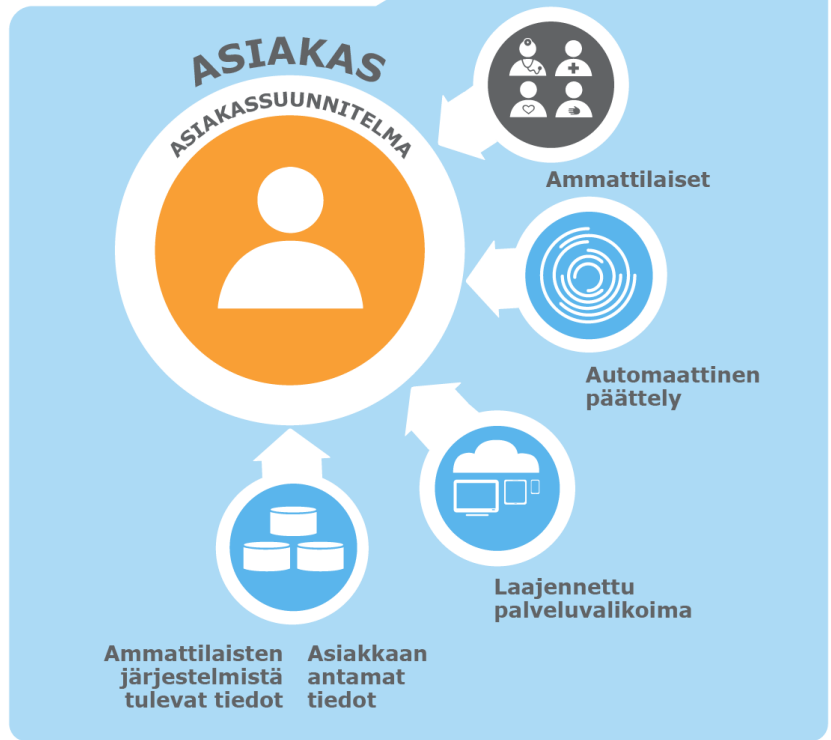 ASIAKAS
ASIAKASSUUNNITELMA
Ammattilaiset
Automaattinen
päättely
Laajennettu
palveluvalikoima
Ammattilaisten
järjestelmistä
tulevat tiedot
Asiakkaan
antamat
tiedot